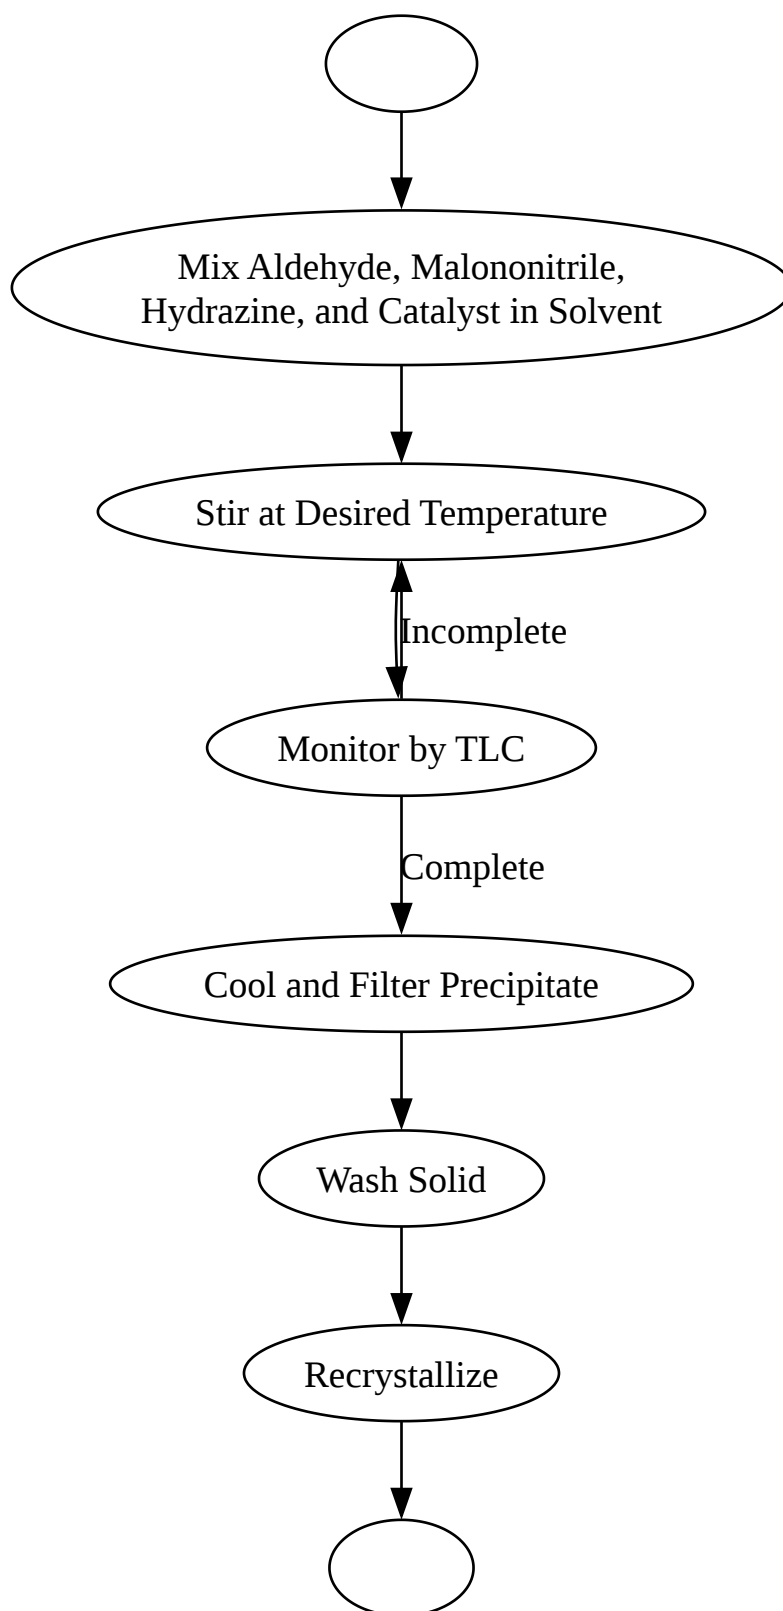 Mix Aldehyde, Malononitrile,
Hydrazine, and Catalyst in Solvent
Stir at Desired Temperature
Incomplete
Monitor by TLC
Complete
Cool and Filter Precipitate
Wash Solid
Recrystallize